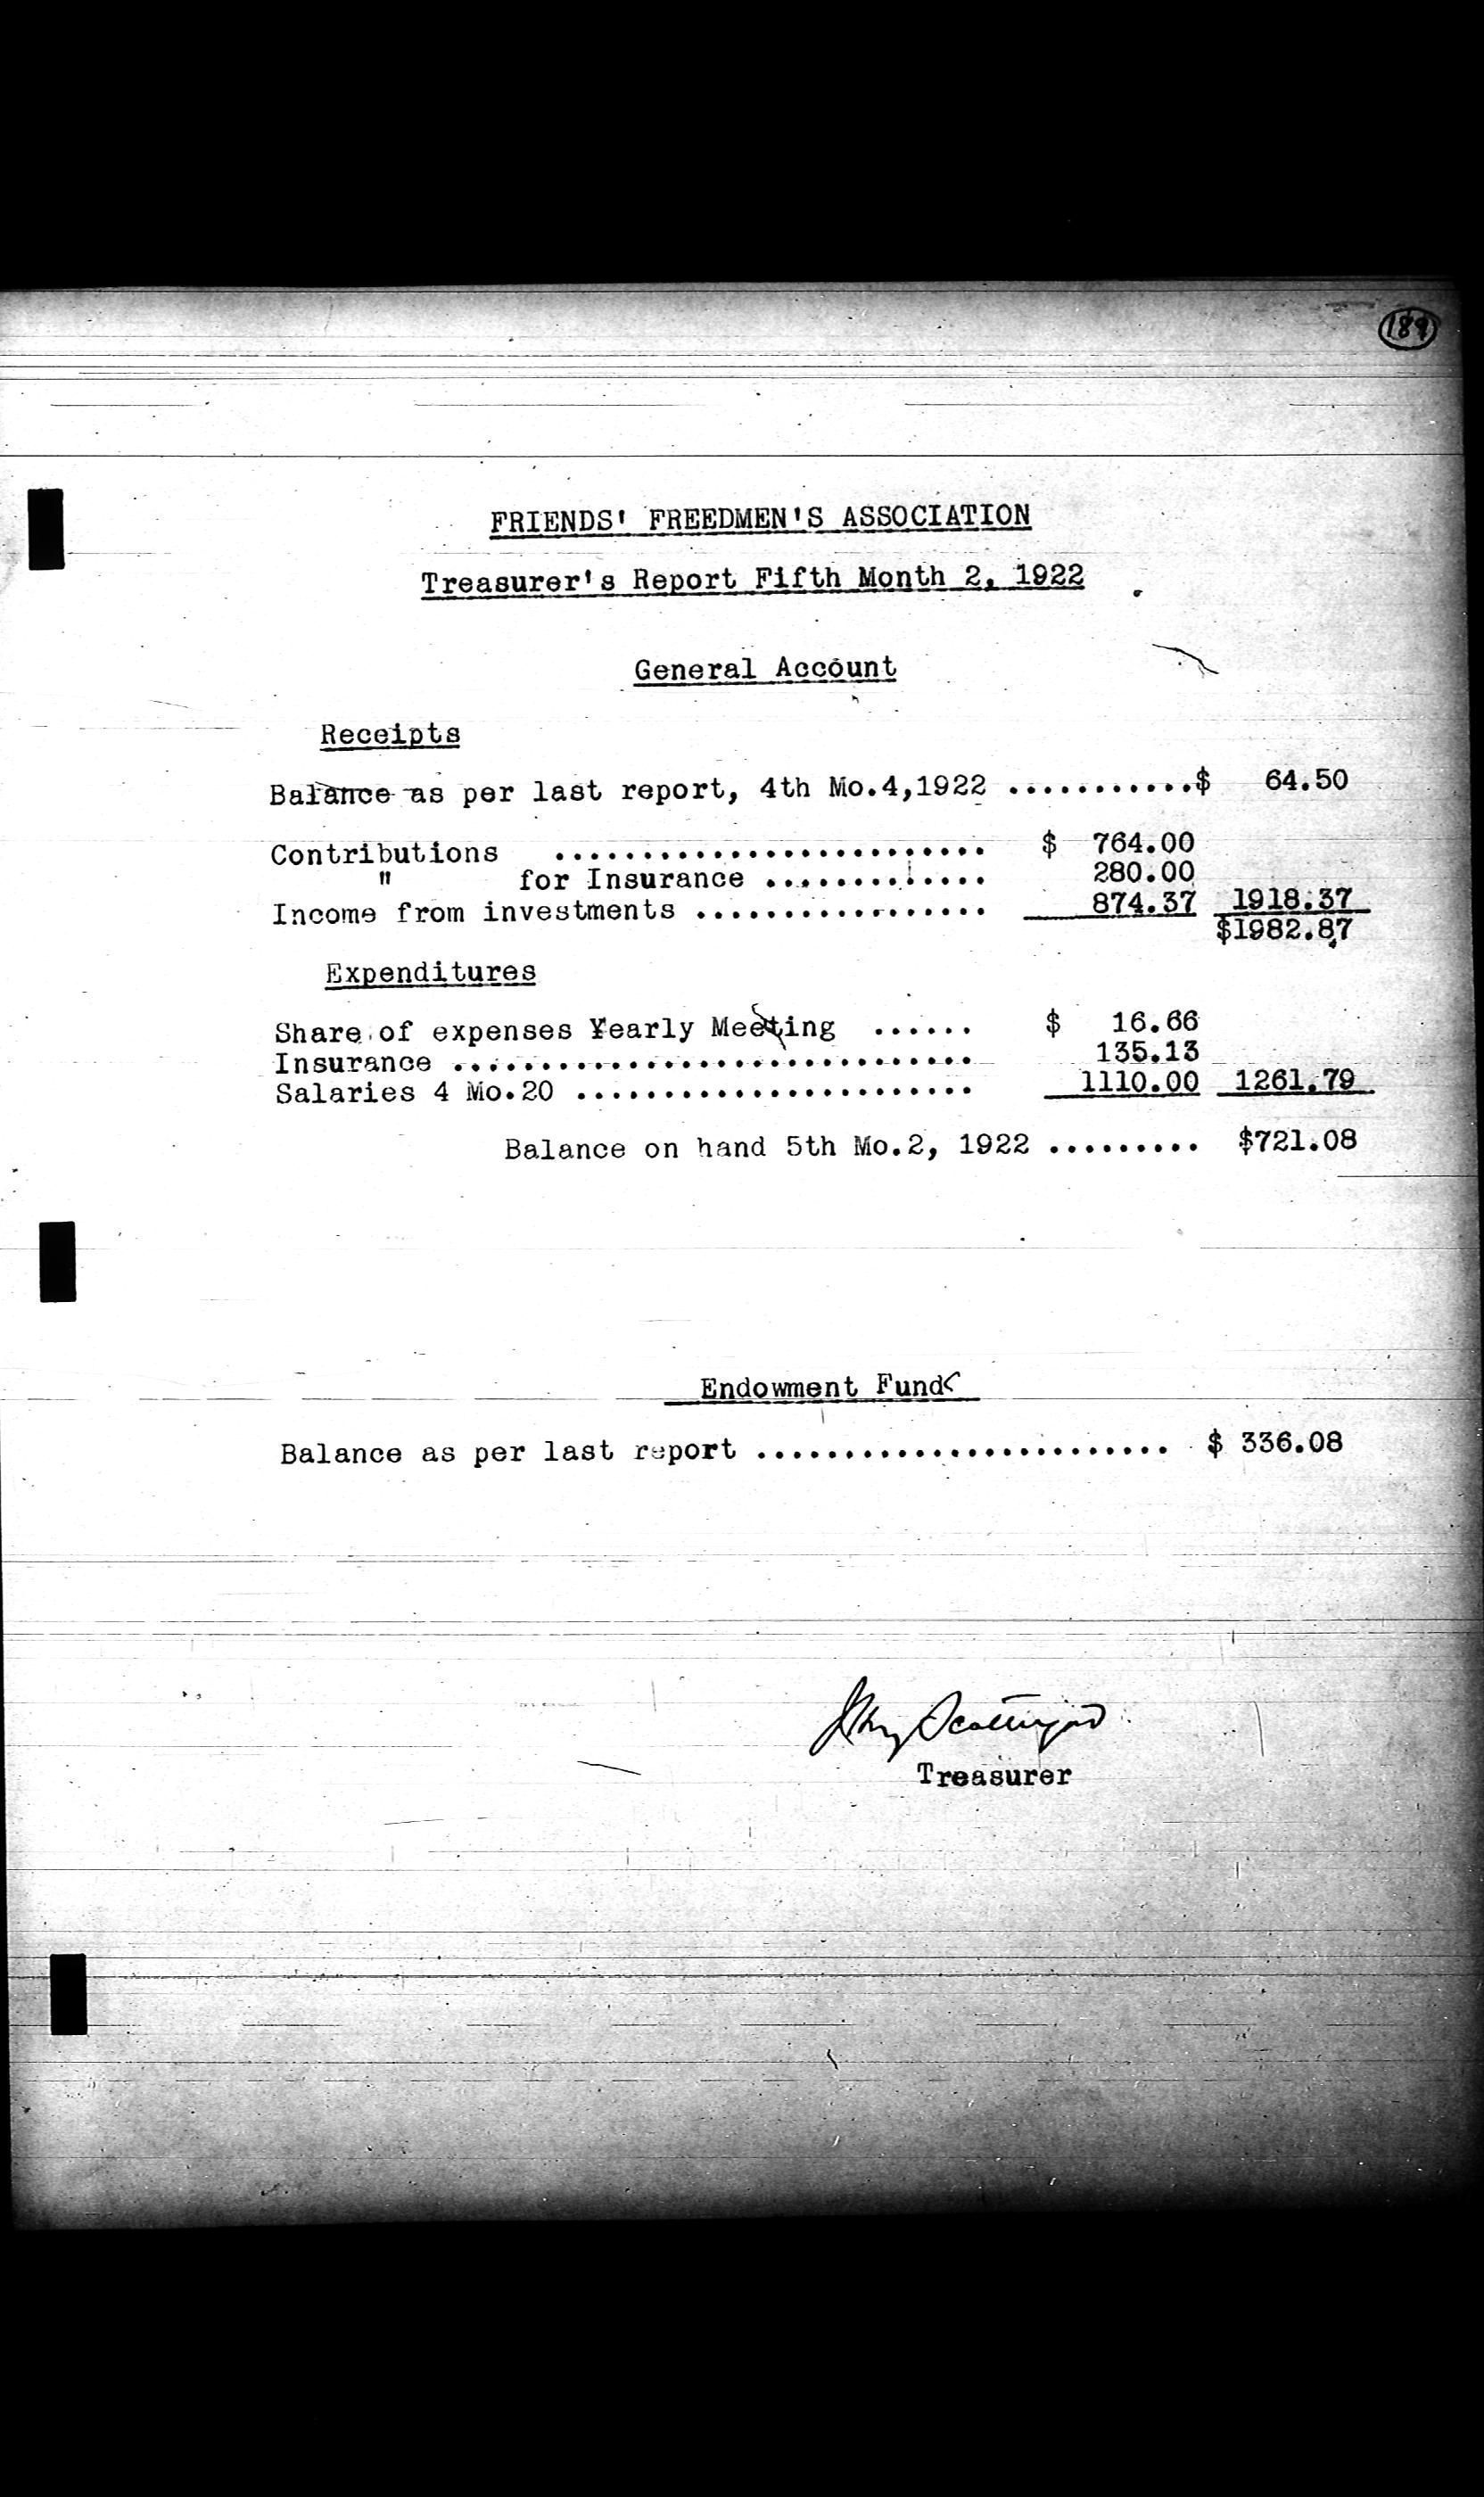 189
FRIENDS' FREEDMEN'S ASSOCIATION
Treasurer's Report Fifth Month 2, 1922
General Account
Receipts
Balance as per last report, 4th Mo.4,1922 ...........$ 64.50
Contributions ......................... $ 764.00
" for Insurance ............. 280.00
Income from investments ................. 874.37 1918.37
$1982.87
Expenditures
Share of expenses Yearly Meeting ...... $ 16.66
Insurance .............................. 135.13
Salaries 4 Mo.20 ....................... 1110.00 1261.79
Balance on hand 5th Mo.2, 1922 ......... $721.08
Endowment Fund
Balance as per last report ........................ $ 336.08
Treasurer